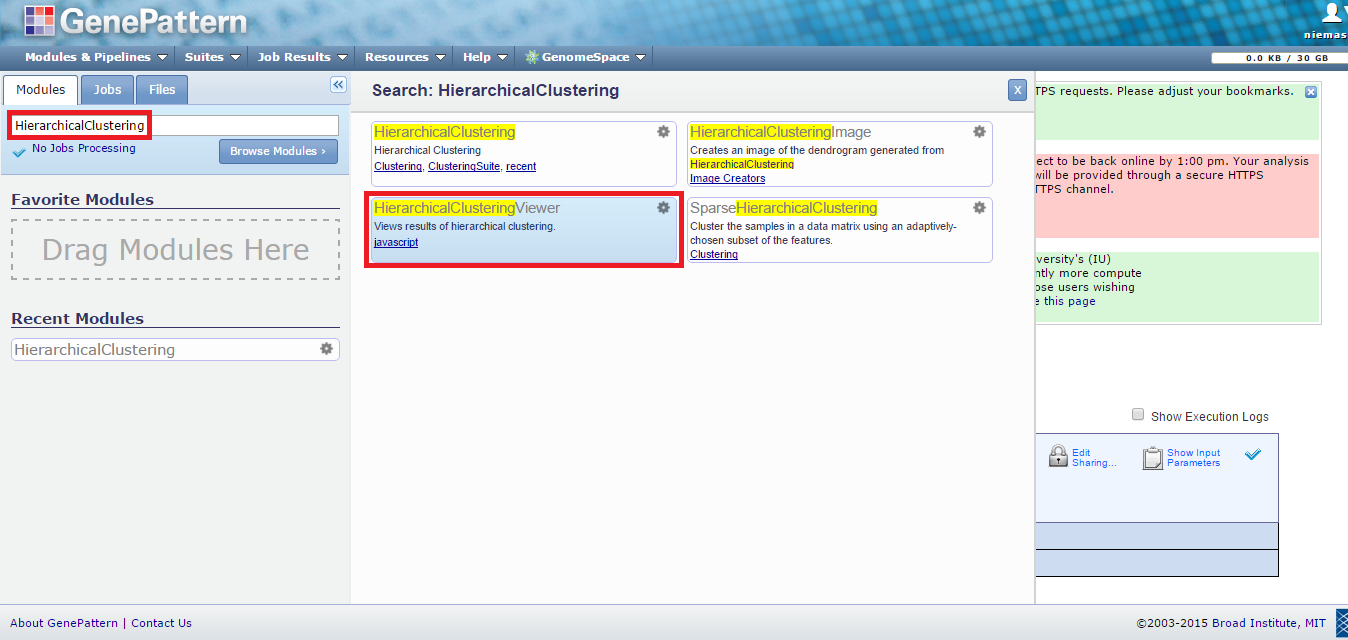 GenePattern
niemas
Modules & Pipelines Suites Job Results Resources Help GenomeSpace
0.0 KB / 30 GB
Modules Jobs Files
«
HierarchicalClustering
No Jobs Processing
Browse Modules ›
Favorite Modules
Drag Modules Here
Recent Modules
HierarchicalClustering
Search: HierarchicalClustering
X
HierarchicalClustering
Hierarchical Clustering
Clustering, ClusteringSuite, recent
HierarchicalClusteringImage
Creates an image of the dendrogram generated from
HierarchicalClustering
Image Creators
HierarchicalClusteringViewer
Views results of hierarchical clustering.
javascript
SparseHierarchicalClustering
Cluster the samples in a data matrix using an adaptively-
chosen subset of the features.
Clustering
TPS requests. Please adjust your bookmarks.
ect to be back online by 1:00 pm. Your analysis
will be provided through a secure HTTPS
TTPS channel.
versity's (IU)
ntly more compute
ose users wishing
e this page
Show Execution Logs
Edit
Sharing...
Show Input
Parameters
About GenePattern | Contact Us
©2003-2015 Broad Institute, MIT